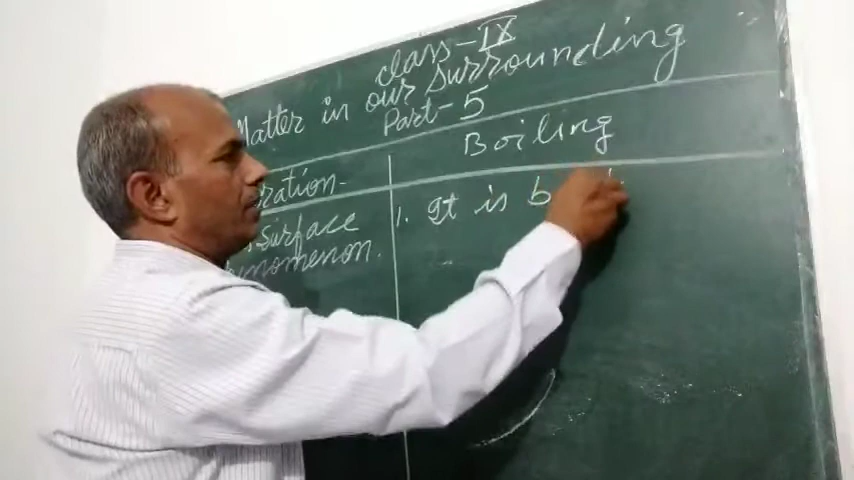 class-IX
Matter in our Surrounding
Part-5
Boiling
surface
1. It is b